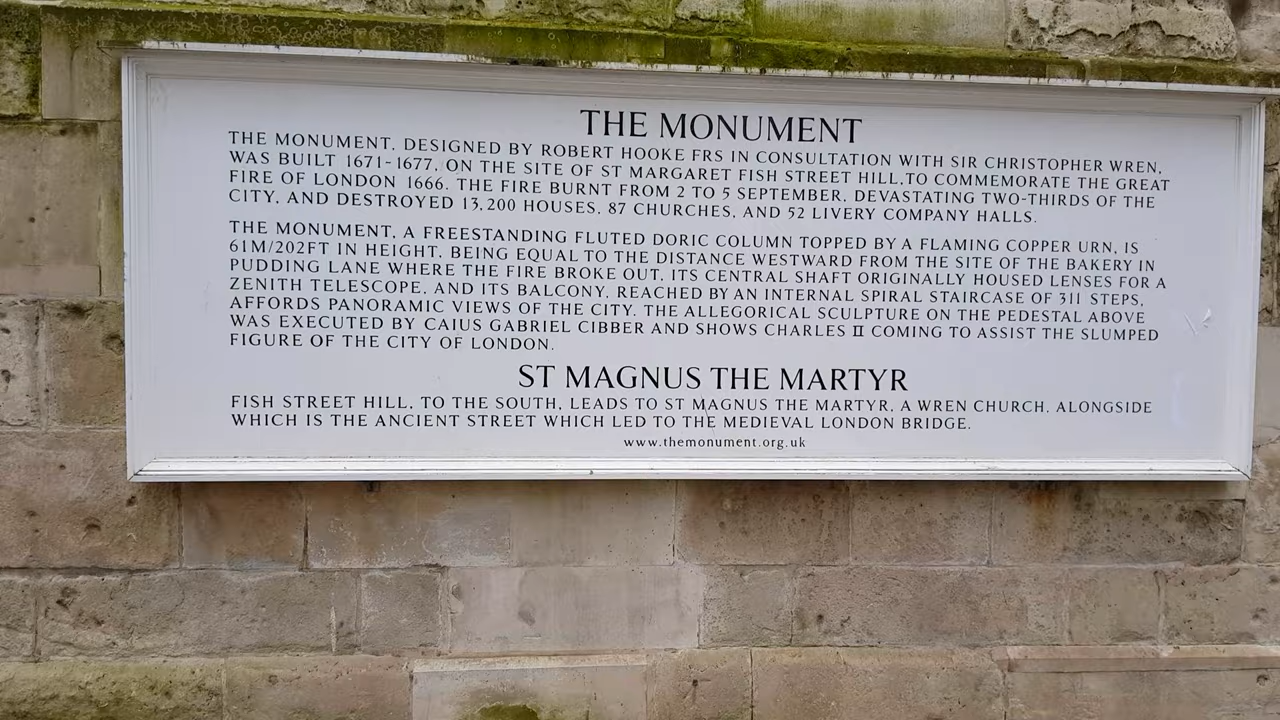 THE MONUMENT
THE MONUMENT, DESIGNED BY ROBERT HOOKE FRS IN CONSULTATION WITH SIR CHRISTOPHER WREN,
WAS BUILT 1671-1677, ON THE SITE OF ST MARGARET FISH STREET HILL,TO COMMEMORATE THE GREAT
FIRE OF LONDON 1666. THE FIRE BURNT FROM 2 TO 5 SEPTEMBER, DEVASTATING TWO-THIRDS OF THE
CITY, AND DESTROYED 13,200 HOUSES, 87 CHURCHES, AND 52 LIVERY COMPANY HALLS.
THE MONUMENT, A FREESTANDING FLUTED DORIC COLUMN TOPPED BY A FLAMING COPPER URN, IS
61M/202FT IN HEIGHT, BEING EQUAL TO THE DISTANCE WESTWARD FROM THE SITE OF THE BAKERY IN
PUDDING LANE WHERE THE FIRE BROKE OUT. ITS CENTRAL SHAFT ORIGINALLY HOUSED LENSES FOR A
ZENITH TELESCOPE, AND ITS BALCONY, REACHED BY AN INTERNAL SPIRAL STAIRCASE OF 311 STEPS,
AFFORDS PANORAMIC VIEWS OF THE CITY. THE ALLEGORICAL SCULPTURE ON THE PEDESTAL ABOVE
WAS EXECUTED BY CAIUS GABRIEL CIBBER AND SHOWS CHARLES II COMING TO ASSIST THE SLUMPED
FIGURE OF THE CITY OF LONDON.
ST MAGNUS THE MARTYR
FISH STREET HILL, TO THE SOUTH, LEADS TO ST MAGNUS THE MARTYR, A WREN CHURCH, ALONGSIDE
WHICH IS THE ANCIENT STREET WHICH LED TO THE MEDIEVAL LONDON BRIDGE.
www.themonument.org.uk